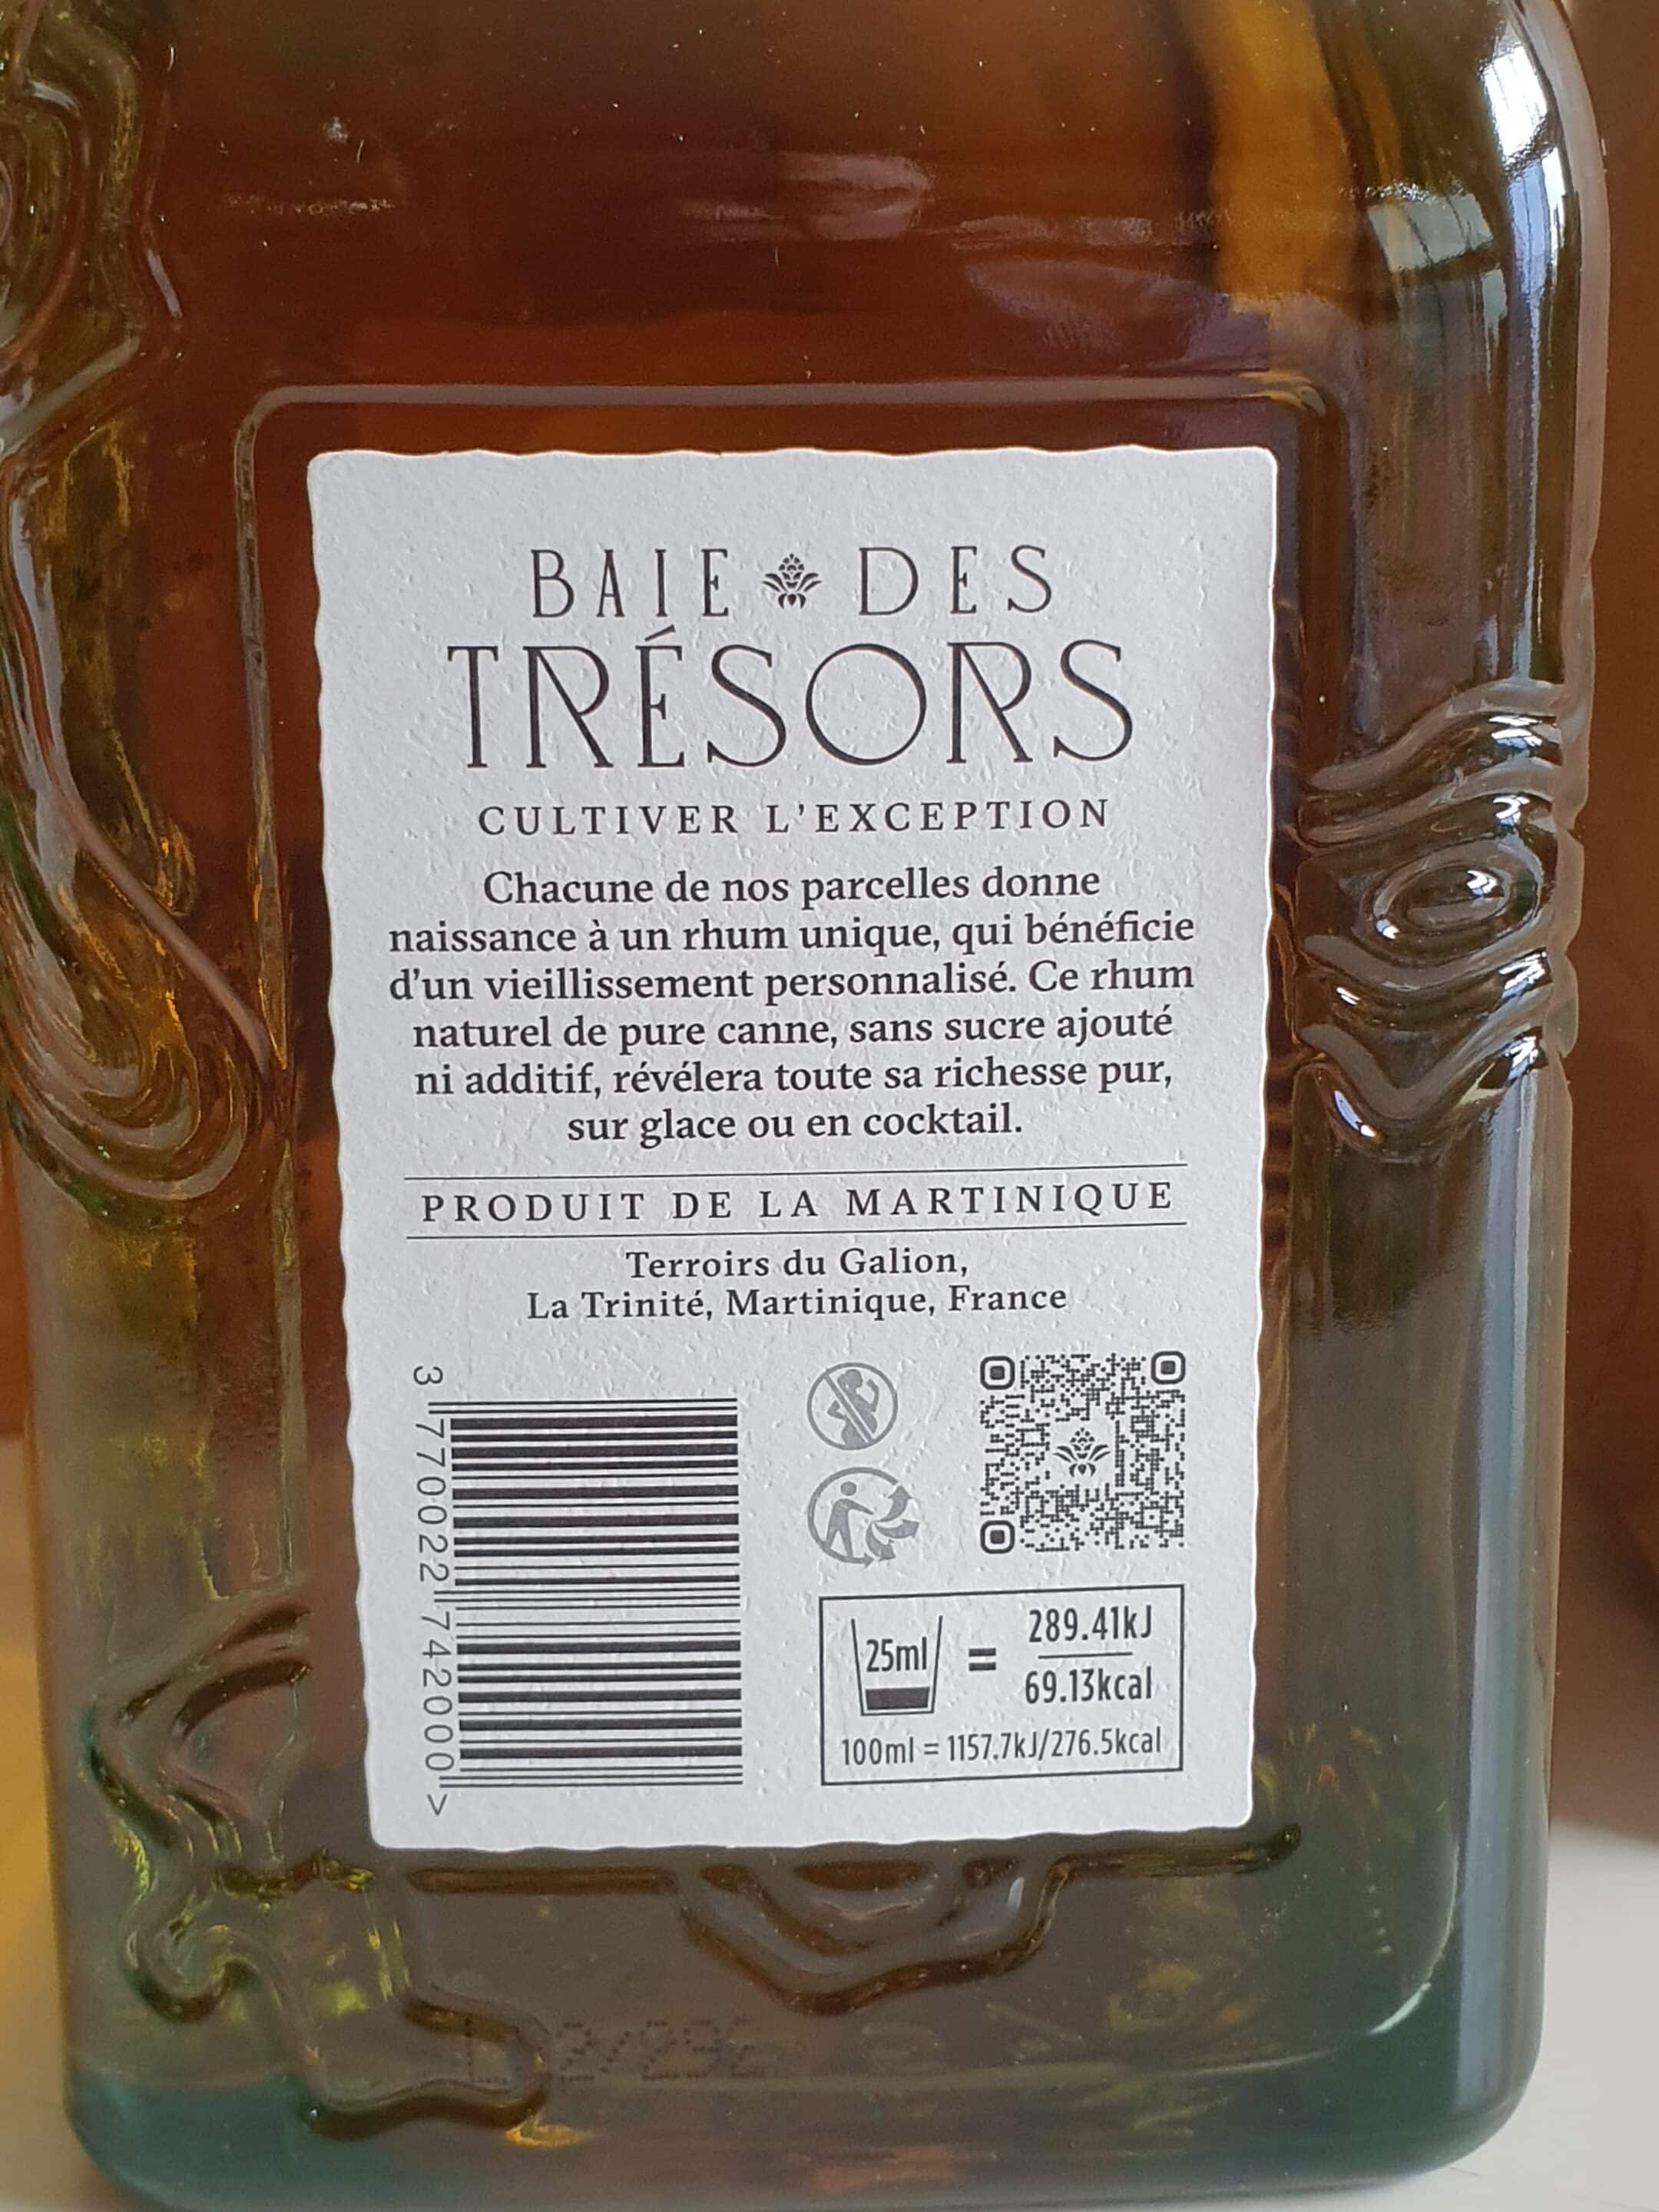 BAIE DES
TRÉSORS
CULTIVER L'EXCEPTION
Chacune de nos parcelles donne
naissance à un rhum unique, qui bénéficie
d'un vieillissement personnalisé. Ce rhum
naturel de pure canne, sans sucre ajouté
ni additif, révélera toute sa richesse pur,
sur glace ou en cocktail.
PRODUIT DE LA MARTINIQUE
Terroirs du Galion,
La Trinité, Martinique, France
3 770022 742000 >
25ml = 289.41kJ
69.13kcal
100ml = 1157.7kJ/276.5kcal